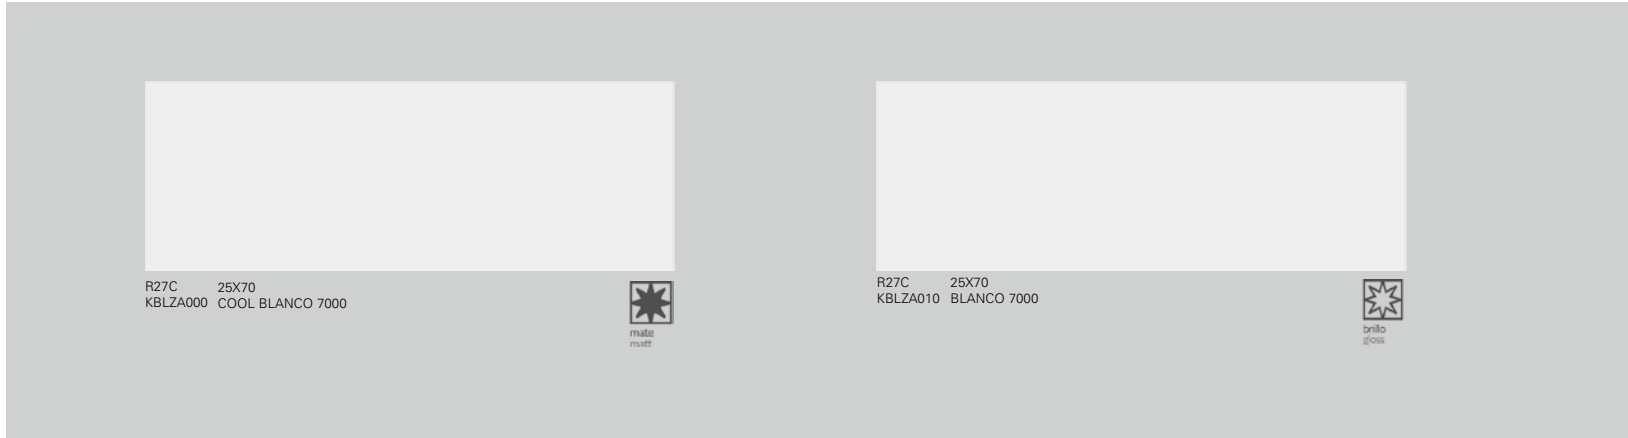 R27C 25X70
KBLZA000 COOL BLANCO 7000
mate
matt
R27C 25X70
KBLZA010 BLANCO 7000
brillo
gloss